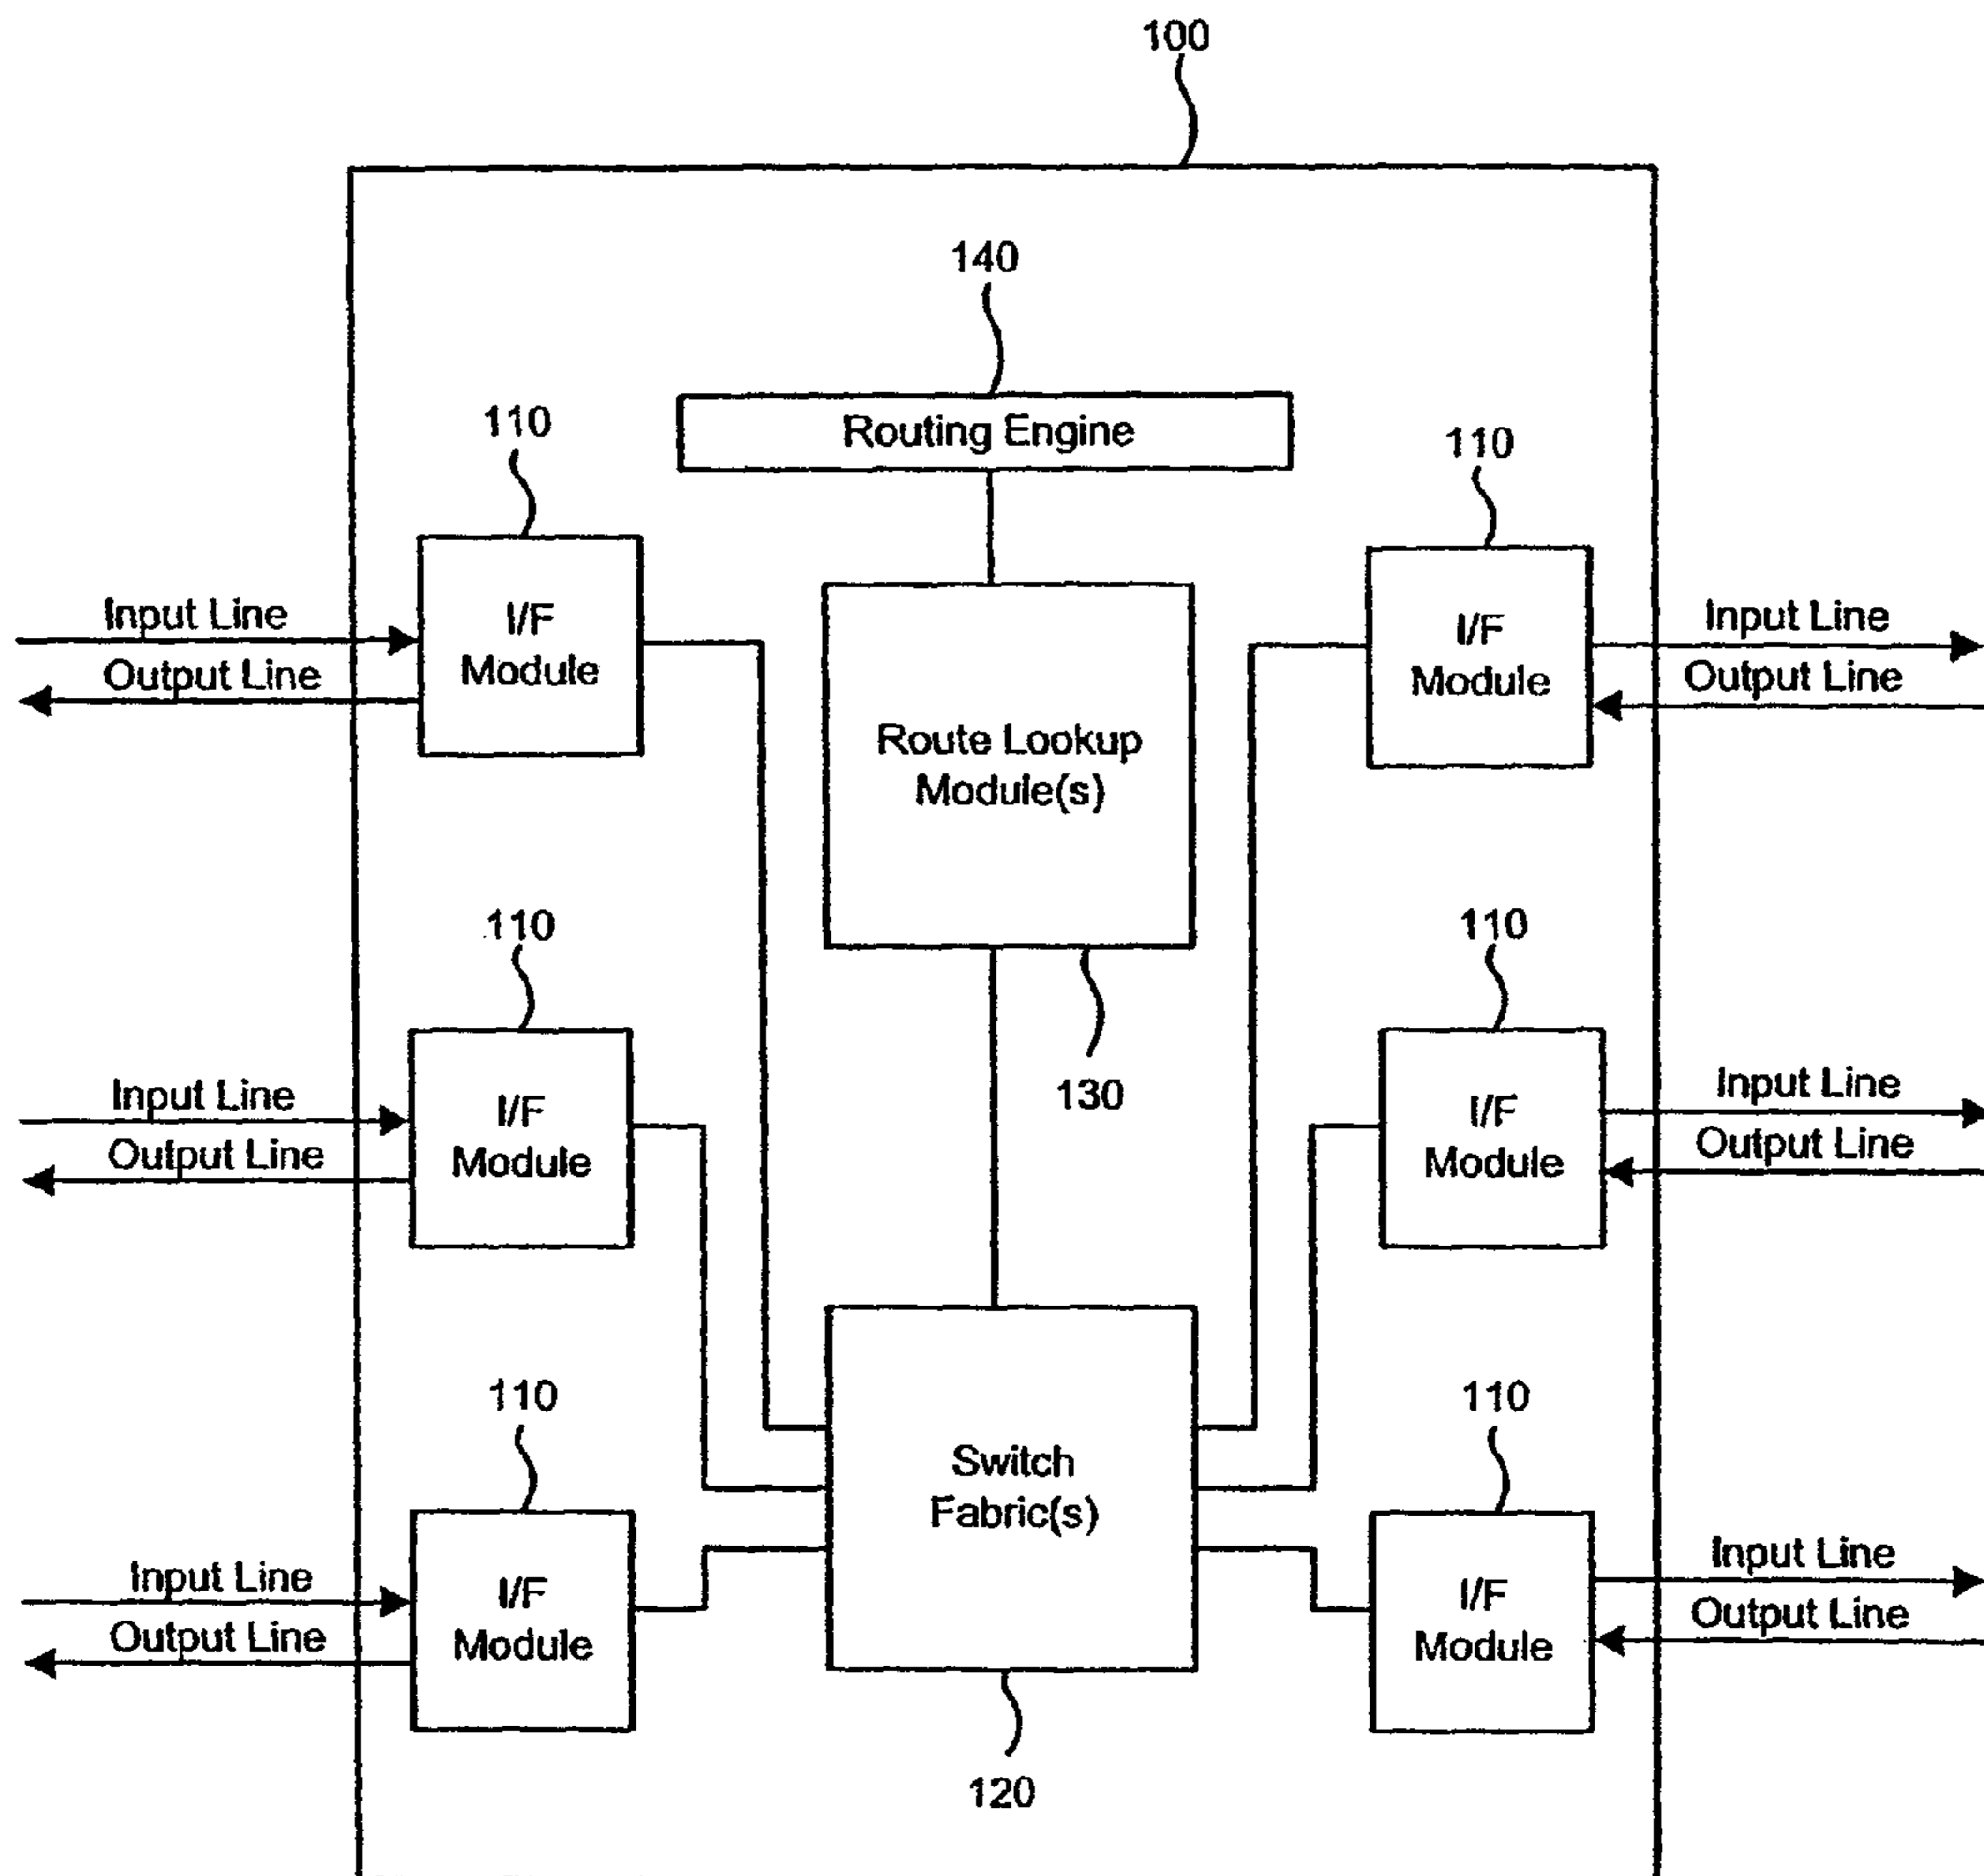 100
140
Routing Engine
110
110
Input Line
Output Line
I/F
Module
Route Lookup
Module(s)
I/F
Module
Input Line
Output Line
110
110
130
Input Line
Output Line
I/F
Module
I/F
Module
Input Line
Output Line
110
110
Input Line
Output Line
I/F
Module
Switch
Fabric(s)
I/F
Module
Input Line
Output Line
120